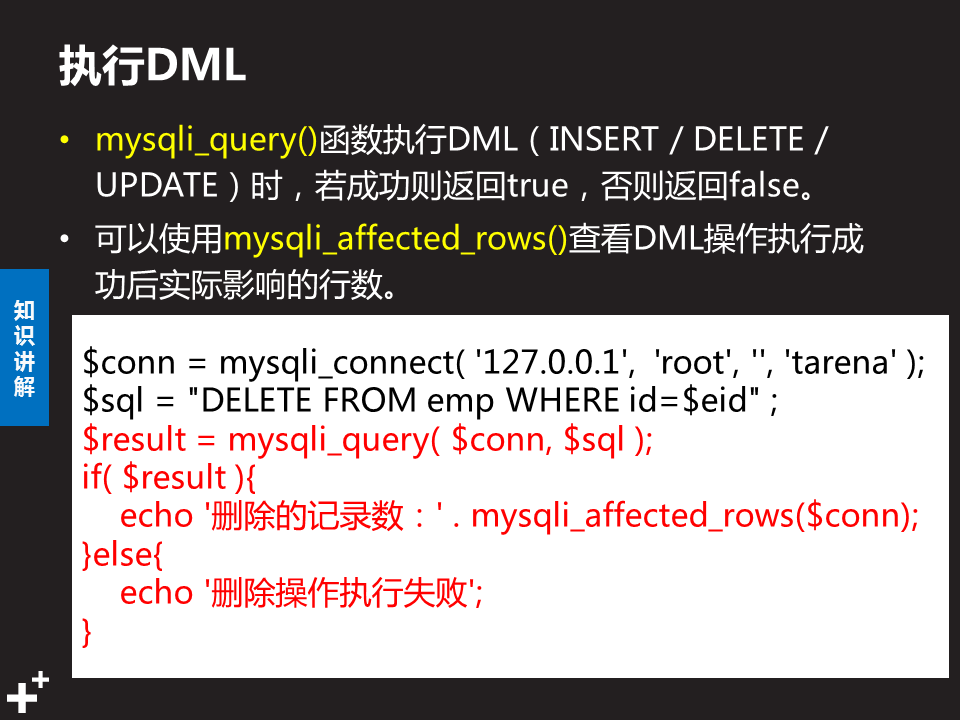 执行DML
• mysqli_query()函数执行DML（INSERT / DELETE /
UPDATE）时，若成功则返回true，否则返回false。
• 可以使用mysqli_affected_rows()查看DML操作执行成
功后实际影响的行数。
知
识
讲
解
$conn = mysqli_connect( '127.0.0.1',  'root', '', 'tarena' );
$sql = "DELETE FROM emp WHERE id=$eid" ;
$result = mysqli_query( $conn, $sql );
if( $result ){
    echo '删除的记录数：' . mysqli_affected_rows($conn);
}else{
    echo '删除操作执行失败';
}